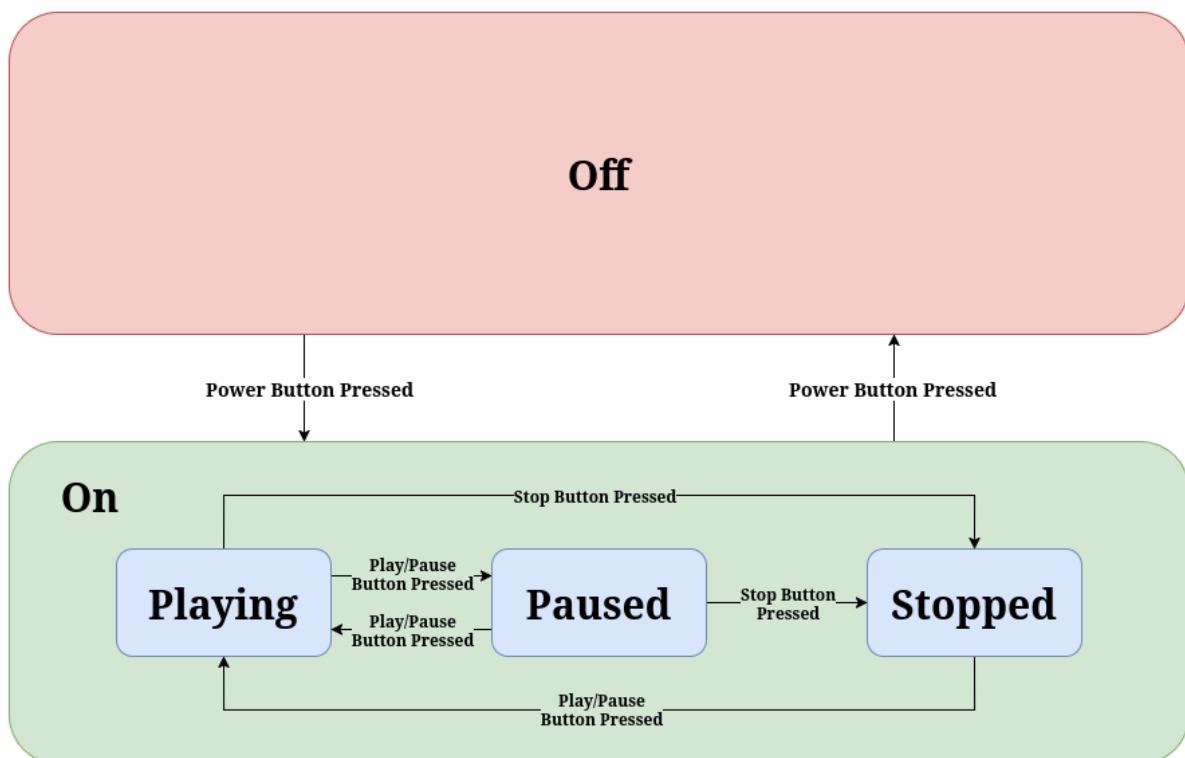 Off
Power Button Pressed
Power Button Pressed
On
Stop Button Pressed
Playing
Play/Pause
Button Pressed
Play/Pause
Button Pressed
Paused
Stop Button
Pressed
Stopped
Play/Pause
Button Pressed